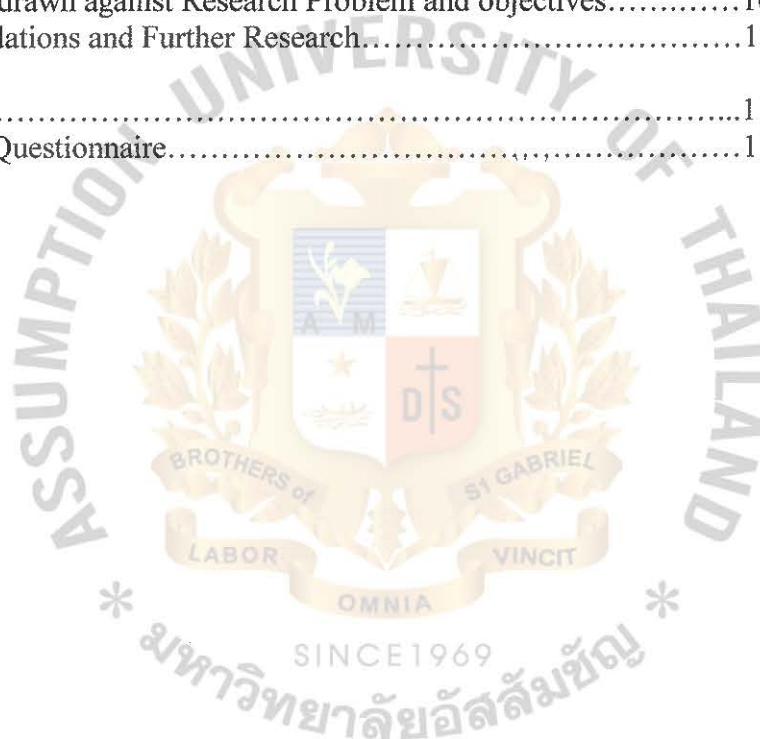 drawn against Research Problem and objectives.............1
lations and Further Research.......................................1
...............................................................................1
Questionnaire.........................................................1
ASSUMPTION UNIVERSITY OF THAILAND
A M
D S
BROTHERS of
ST GABRIEL
LABOR
VINCIT
OMNIA
* *
SINCE1969
มหาวิทยาลัยอัสสัมชัญ